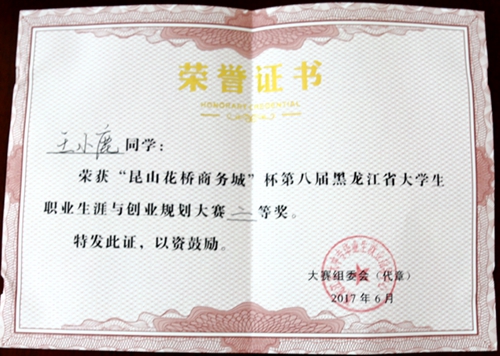 荣誉证书
HONORARY CREDENTIAL
王小鹿同学：
荣获“昆山花桥商务城”杯第八届黑龙江省大学生
职业生涯与创业规划大赛二等奖。
特发此证，以资鼓励。
大赛组委会（代章）
2017年6月